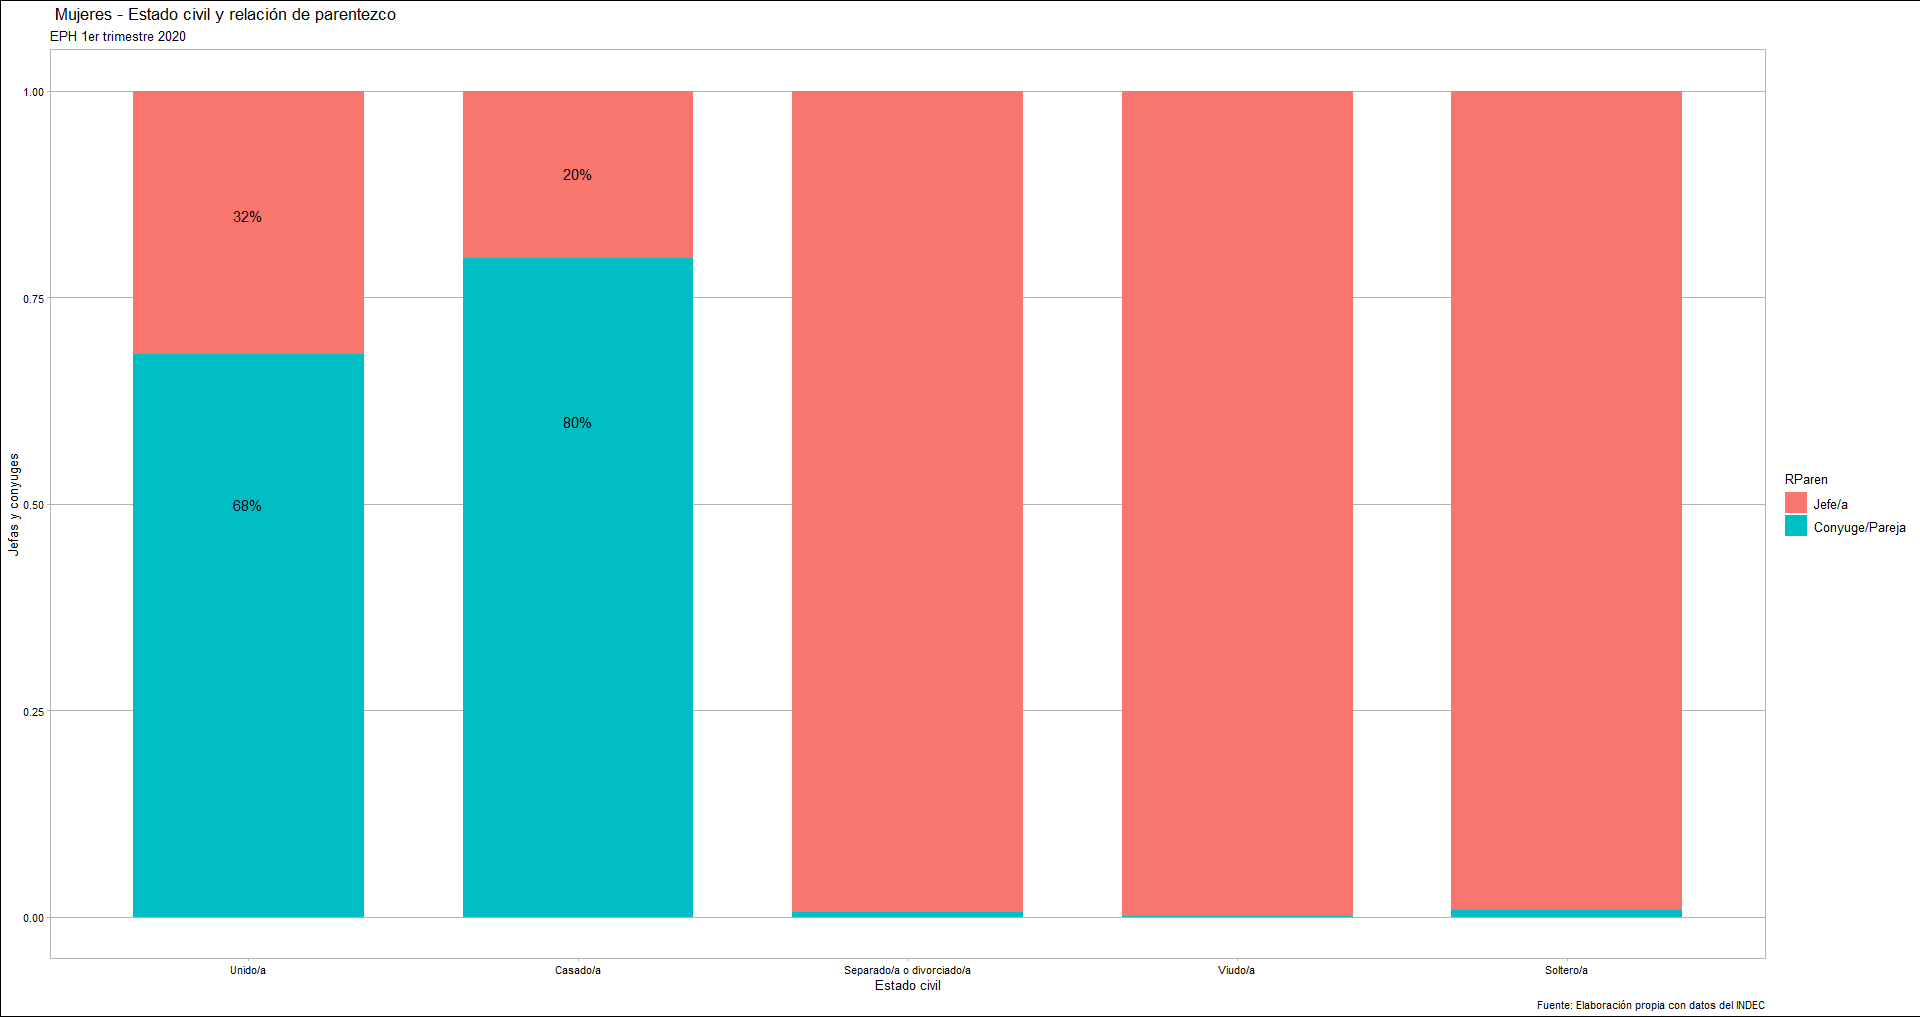 Mujeres - Estado civil y relación de parentezco
EPH 1er trimestre 2020
Jefas y conyuges
1.00
0.75
0.50
0.25
0.00
32%
68%
20%
80%
Unido/a
Casado/a
Separado/a o divorciado/a
Viudo/a
Soltero/a
Estado civil
RParen
Jefe/a
Conyuge/Pareja
Fuente: Elaboración propia con datos del INDEC